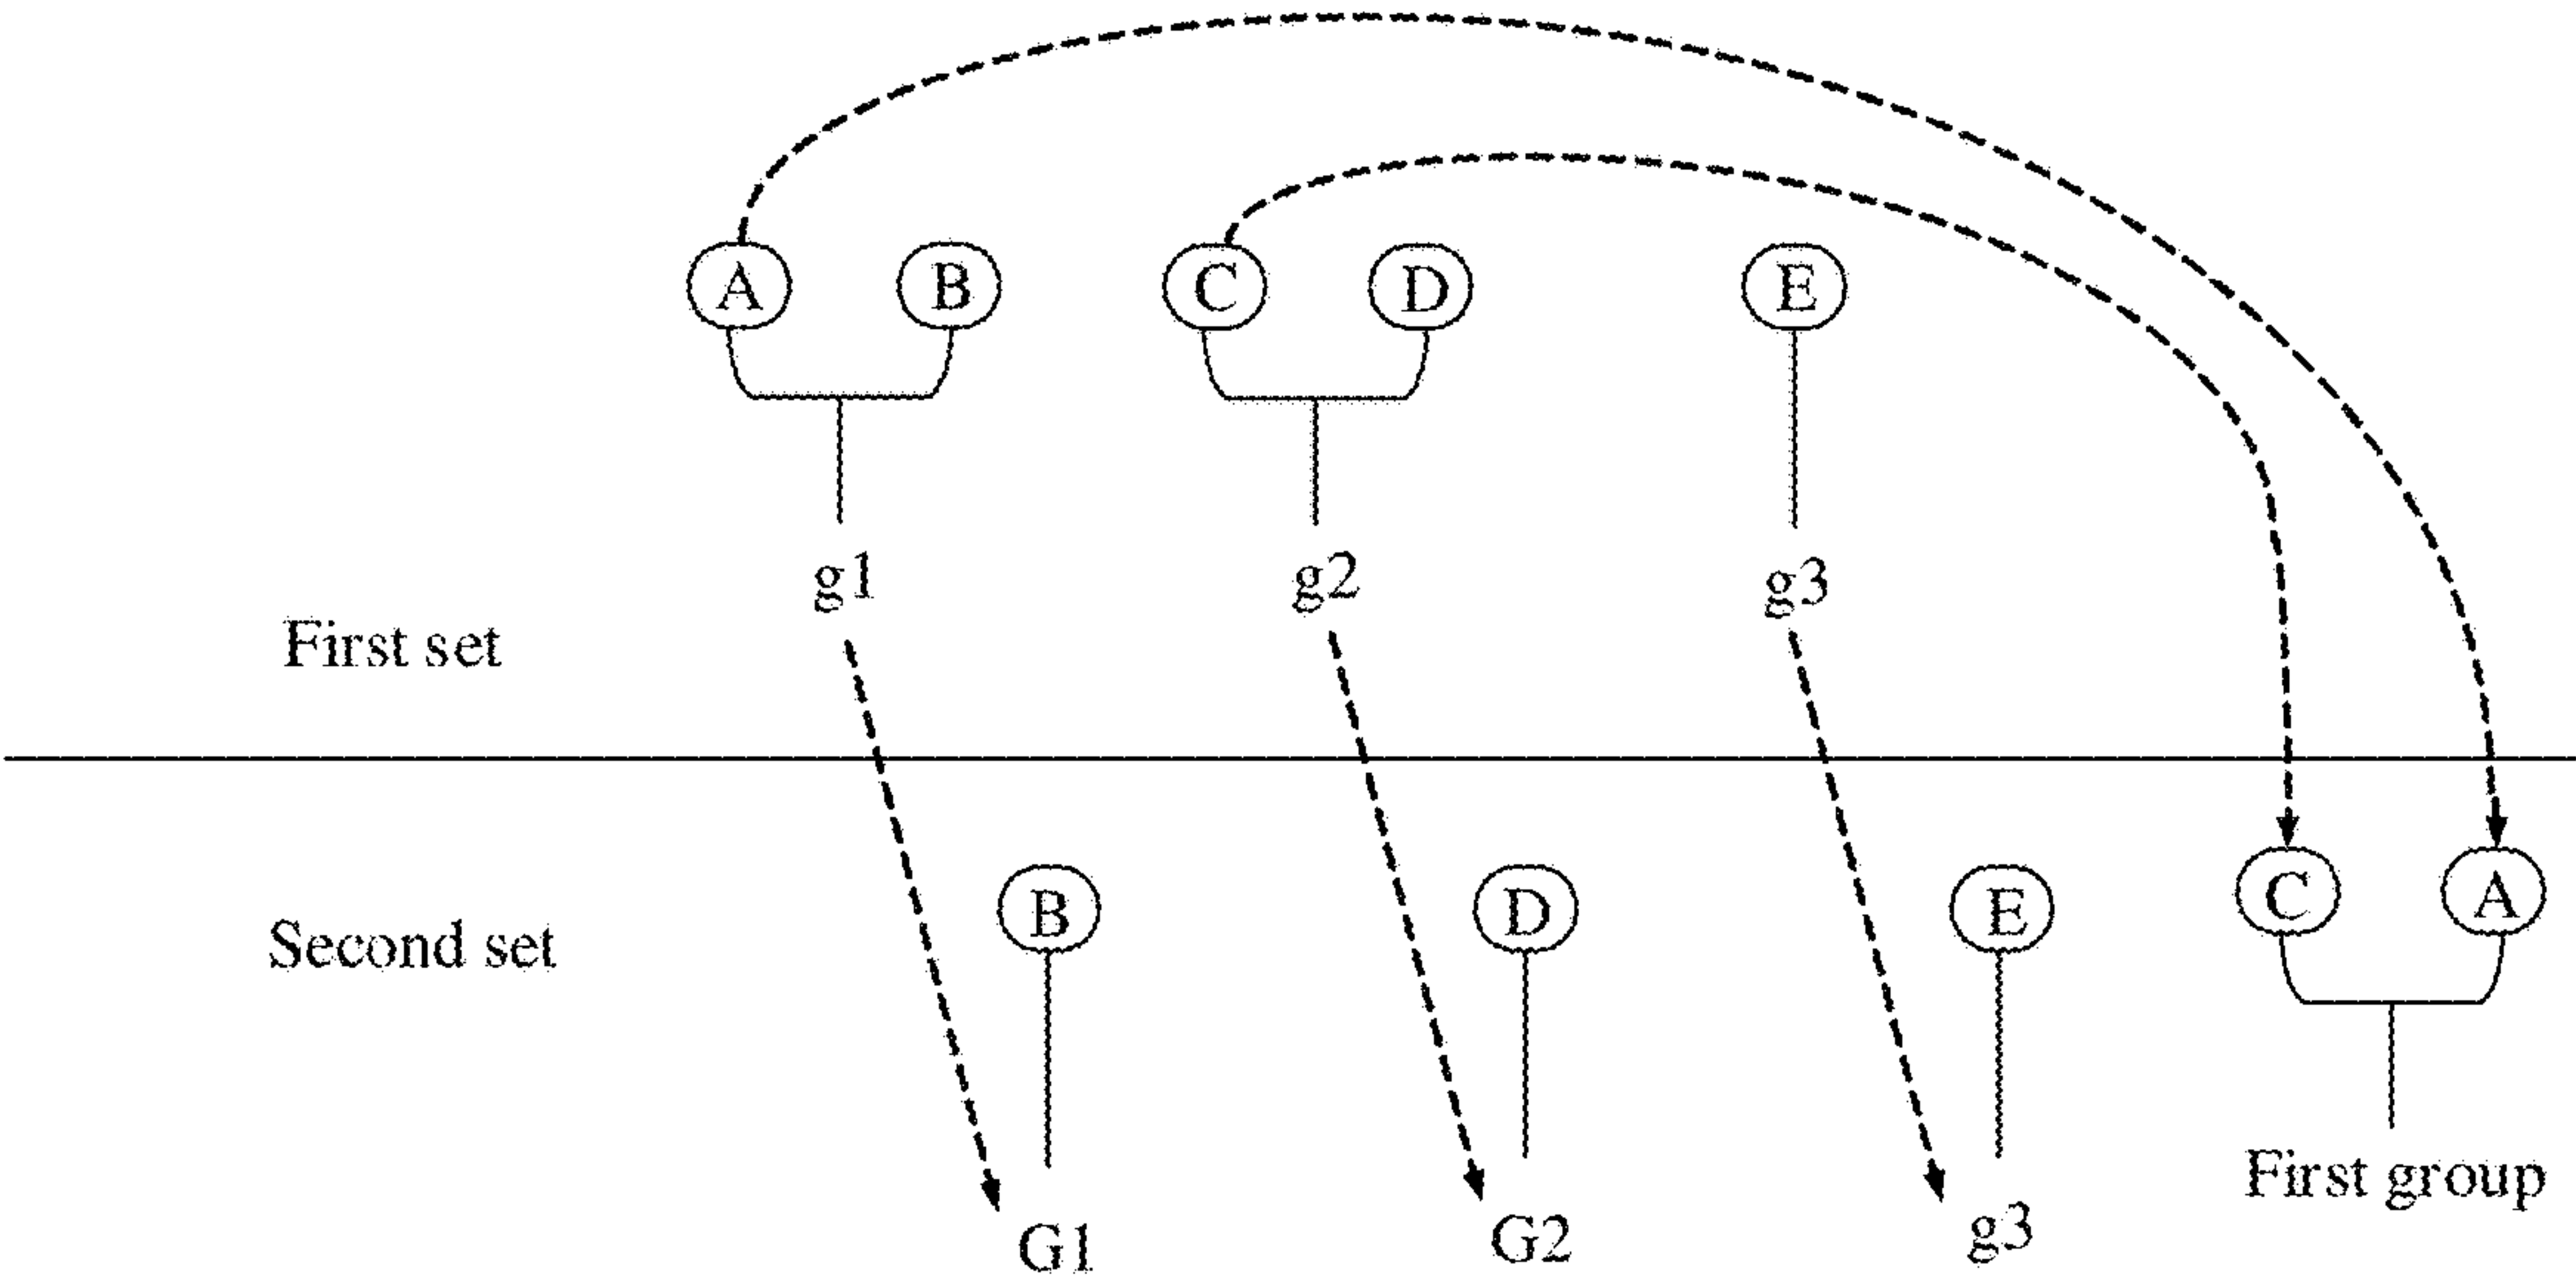 A B C D E
g1 g2 g3
First set
Second set
B D E C A
First group
G1 G2 g3